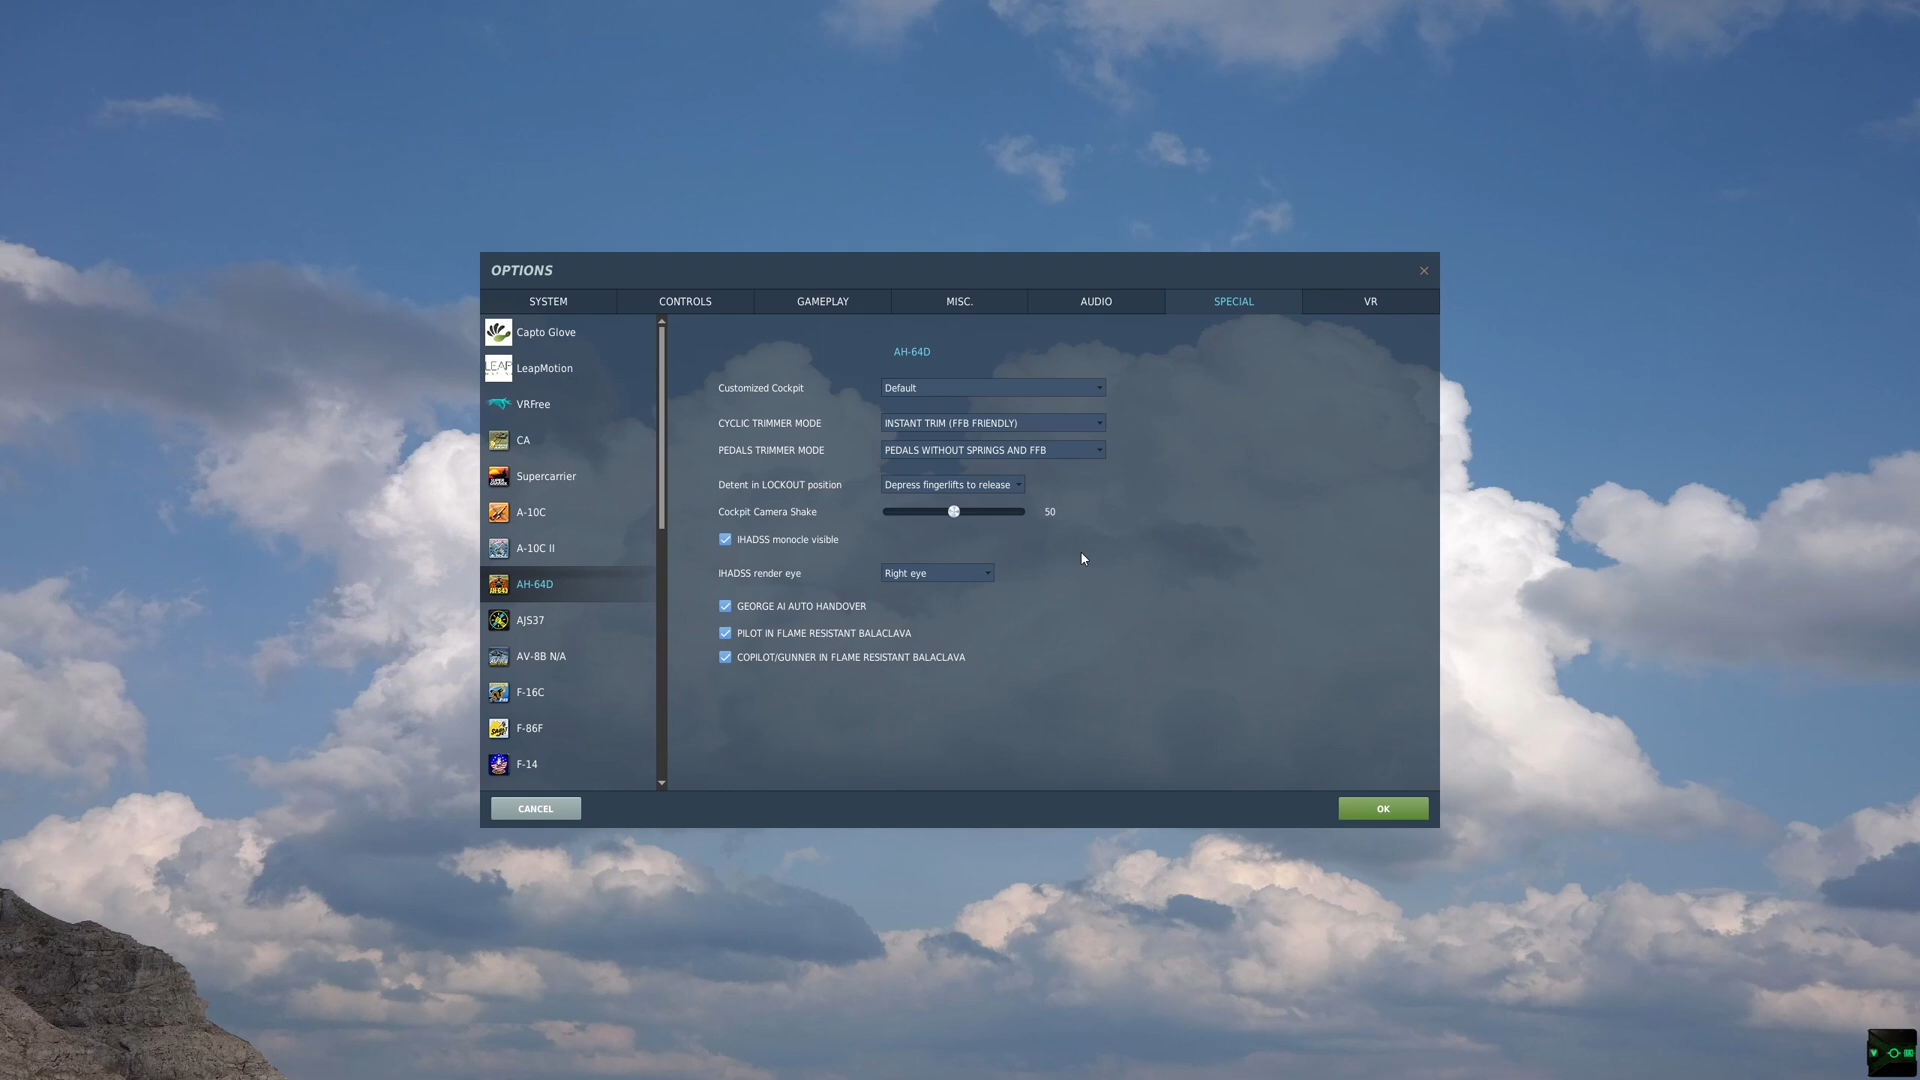 OPTIONS
SYSTEM CONTROLS GAMEPLAY MISC. AUDIO SPECIAL VR
Capto Glove
LEAP LeapMotion
VRFree
CA
Supercarrier
A-10C
A-10C II
AH-64D
AJS37
AV-8B N/A
F-16C
F-86F
F-14
AH-64D
Customized Cockpit Default
CYCLIC TRIMMER MODE INSTANT TRIM (FFB FRIENDLY)
PEDALS TRIMMER MODE PEDALS WITHOUT SPRINGS AND FFB
Detent in LOCKOUT position Depress fingerlifts to release
Cockpit Camera Shake 50
IHADSS monocle visible
IHADSS render eye Right eye
GEORGE AI AUTO HANDOVER
PILOT IN FLAME RESISTANT BALACLAVA
COPILOT/GUNNER IN FLAME RESISTANT BALACLAVA
CANCEL OK